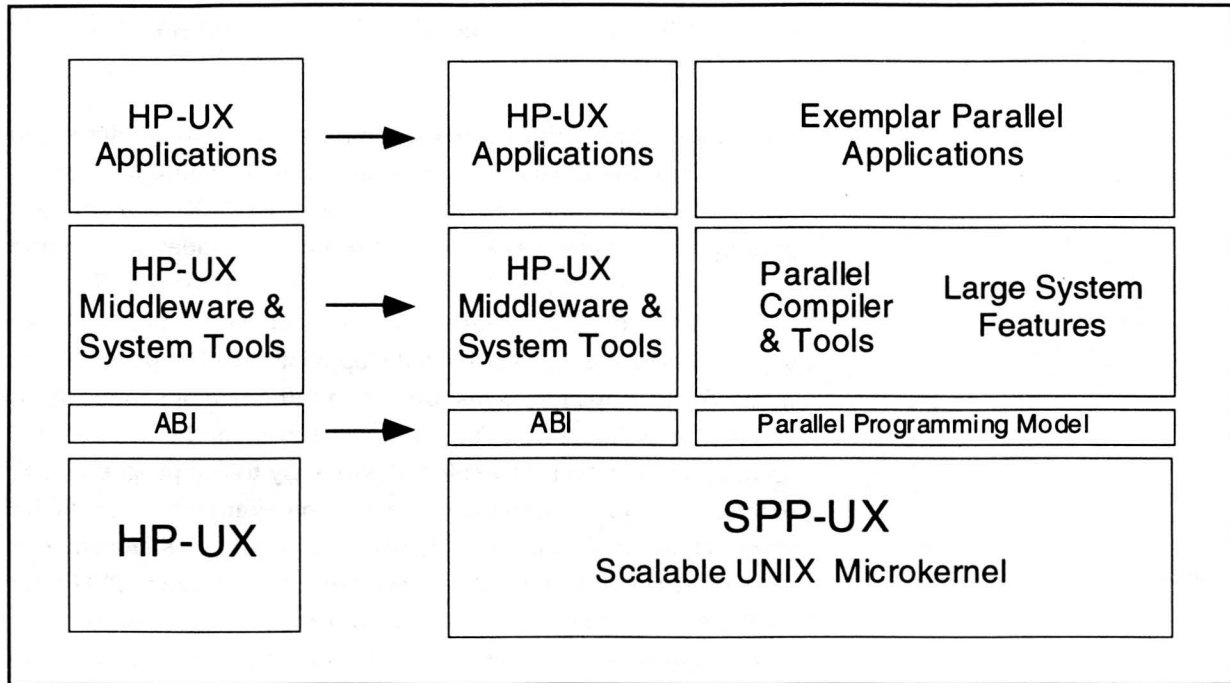 HP-UX
Applications
HP-UX
Applications
Exemplar Parallel
Applications
HP-UX
Middleware &
System Tools
HP-UX
Middleware &
System Tools
Parallel
Compiler
& Tools
Large System
Features
ABI
ABI
Parallel Programming Model
HP-UX
SPP-UX
Scalable UNIX Microkernel